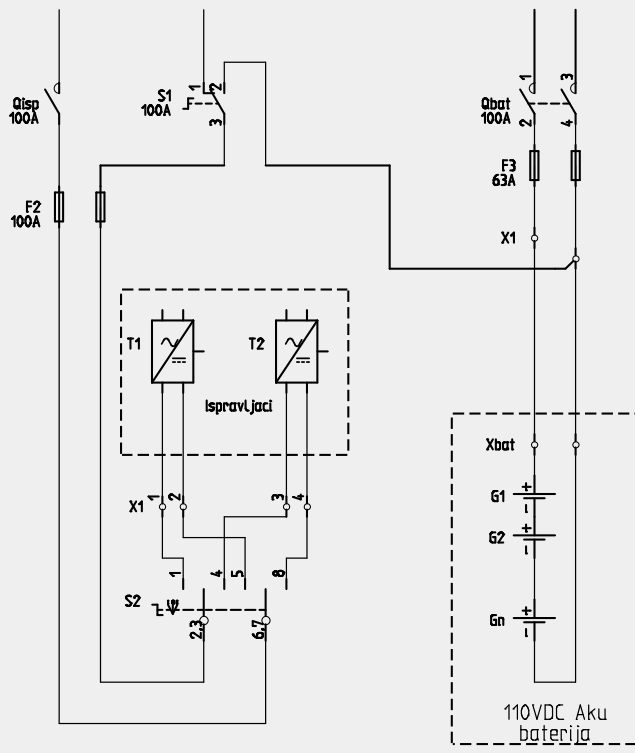 1
2
3
S1
100A
Qisp
100A
1
3
Qbat
100A
2
4
F3
63A
F2
100A
X1
T1
T2
Ispravljaci
Xbat
X1
1
2
3
4
G1
+
G2
+
1
4
5
8
S2
2,3
6,7
Gn
+
110VDC Aku
baterija